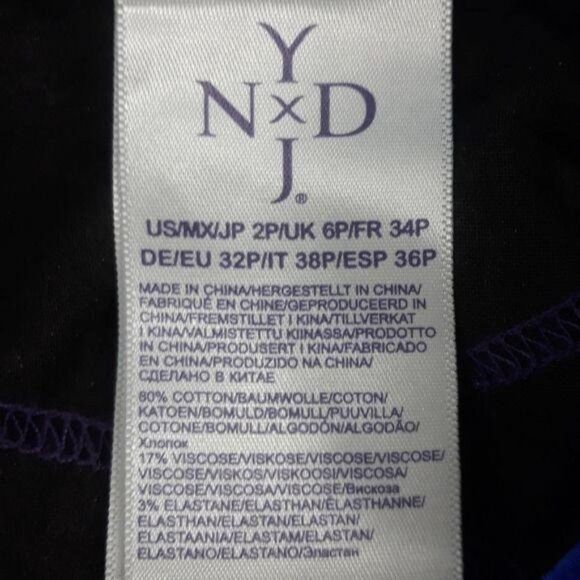 Y
N×D
J®
US/MX/JP 2P/UK 6P/FR 34P
DE/EU 32P/IT 38P/ESP 36P
MADE IN CHINA/HERGESTELLT IN CHINA/
FABRIQUÉ EN CHINE/GEPRODUCEERD IN
CHINA/FREMSTILLET I KINA/TILLVERKAT
I KINA/VALMISTETTU KIINASSA/PRODOTTO
IN CHINA/PRODUSERT I KINA/FABRICADO
EN CHINA/PRODUZIDO NA CHINA/
СДЕЛАНО В КИТАЕ
80% COTTON/BAUMWOLLE/COTON/
KATOEN/BOMULD/BOMULL/PUUVILLA/
COTONE/BOMULL/ALGODÓN/ALGODÃO/
Хлопок
17% VISCOSE/VISKOSE/VISCOSE/VISCOSE/
VISCOSE/VISKOS/VISKOOSI/VISCOSA/
VISCOSE/VISCOSA/VISCOSE/Вискоза
3% ELASTANE/ELASTHAN/ÉLASTHANNE/
ELASTHAN/ELASTAN/ELASTAN/
ELASTAANIA/ELASTAM/ELASTAN/
ELASTANO/ELASTANO/Эластан